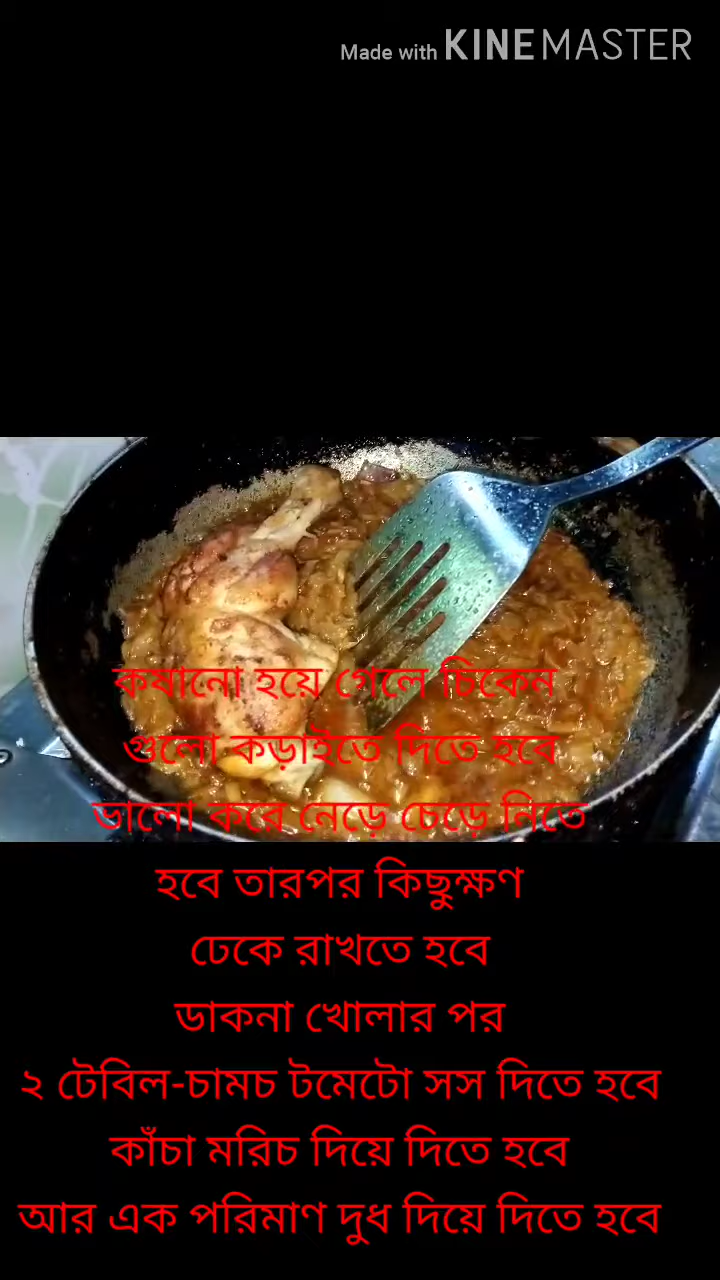 Made with KINEMASTER
কষানো হয়ে গেলে চিকেন
গুলো কড়াইতে দিতে হবে
ভালো করে নেড়ে চেড়ে নিতে
হবে তারপর কিছুক্ষণ
ঢেকে রাখতে হবে
ডাকনা খোলার পর
২ টেবিল-চামচ টমেটো সস দিতে হবে
কাঁচা মরিচ দিয়ে দিতে হবে
আর এক পরিমাণ দুধ দিয়ে দিতে হবে